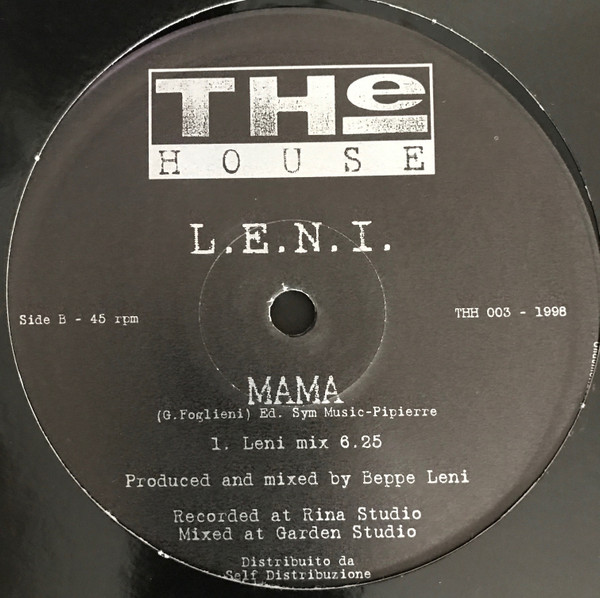 THe
HOUSE
L.E.N.I.
Side B - 45 rpm
THH 003 - 1998
MAMA
(G.Foglieni) Ed. Sym Music-Pipierre
1. Leni mix 6.25
Produced and mixed by Beppe Leni
Recorded at Rina Studio
Mixed at Garden Studio
Distribuito da
Self Distribuzione